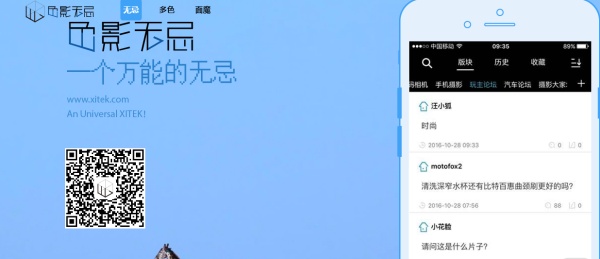 色影无忌
无忌
多色
直魔
色影无忌
一个万能的无忌
www.xitek.com
An Universal XITEK!
中国移动
09:35
89%
版块
历史
收藏
码相机
手机摄影
玩主论坛
汽车论坛
摄影大家
汪小狐
时尚
2016-10-28 09:33
0
0
motofox2
清洗深窄水杯还有比特百惠曲颈刷更好的吗?
2016-10-28 07:56
88
0
小花脸
请问这是什么片子?